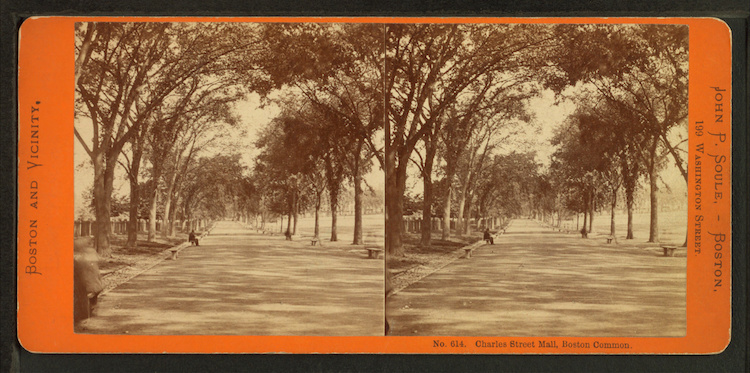 Boston and Vicinity.
John P. Soule, - Boston,
199 Washington Street.
No. 614. Charles Street Mall, Boston Common.